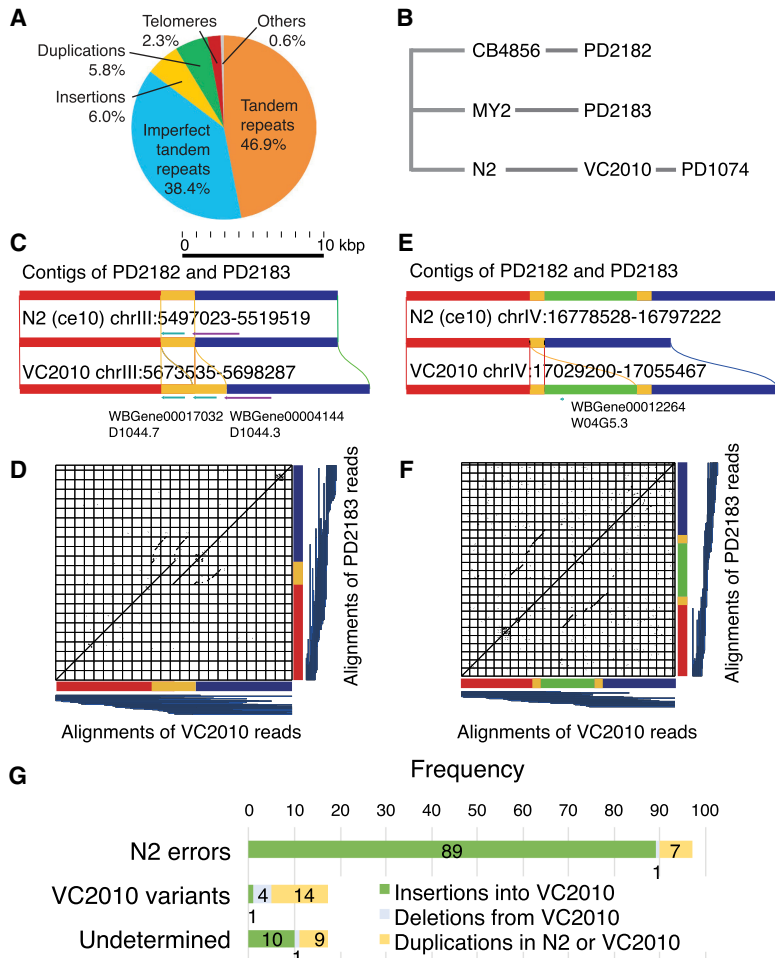 A
Telomeres
2.3%
Others
0.6%
Duplications
5.8%
Insertions
6.0%
Tandem
repeats
46.9%
Imperfect
tandem
repeats
38.4%
B
CB4856 PD2182
MY2 PD2183
N2 VC2010 PD1074
C
0 10 kbp
Contigs of PD2182 and PD2183
N2 (ce10) chrIII:5497023-5519519
VC2010 chrIII:5673535-5698287
WBGene00017032
D1044.7
WBGene00004144
D1044.3
E
Contigs of PD2182 and PD2183
N2 (ce10) chrIV:16778528-16797222
VC2010 chrIV:17029200-17055467
WBGene00012264
W04G5.3
D
Alignments of PD2183 reads
Alignments of VC2010 reads
F
Alignments of PD2183 reads
Alignments of VC2010 reads
G
Frequency
0 10 20 30 40 50 60 70 80 90 100
N2 errors 89 7
1
VC2010 variants 4 14
1
Undetermined 10 9
1
Insertions into VC2010
Deletions from VC2010
Duplications in N2 or VC2010